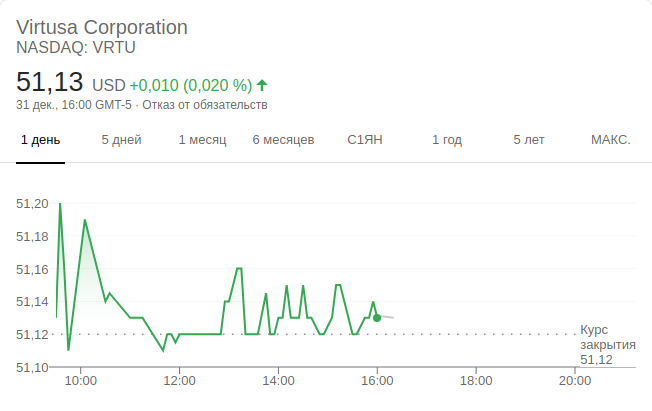 Virtusa Corporation
NASDAQ: VRTU
51,13 USD +0,010 (0,020 %)
31 дек., 16:00 GMT-5 · Отказ от обязательств
1 день 5 дней 1 месяц 6 месяцев С1ЯН 1 год 5 лет МАКС.
51,20
51,18
51,16
51,14
51,12
51,10
Курс
закрытия
51,12
10:00 12:00 14:00 16:00 18:00 20:00